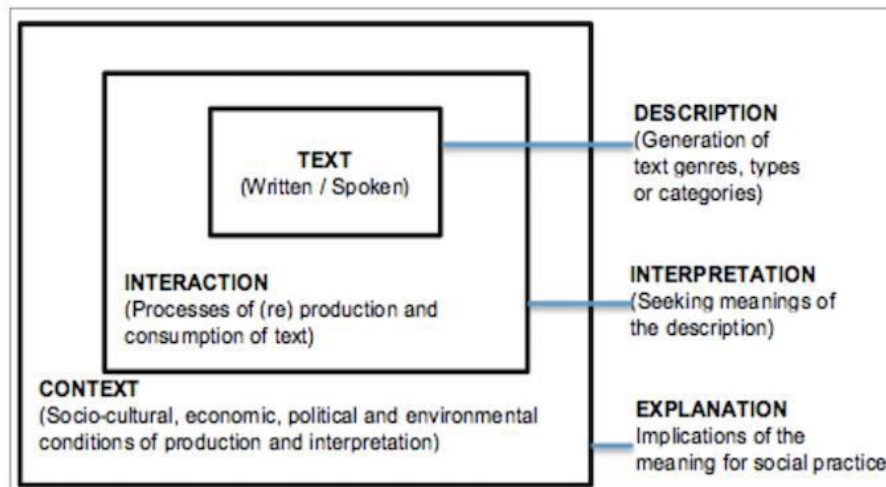 TEXT
(Written / Spoken)
INTERACTION
(Processes of (re) production and
consumption of text)
CONTEXT
(Socio-cultural, economic, political and environmental
conditions of production and interpretation)
DESCRIPTION
(Generation of
text genres, types
or categories)
INTERPRETATION
(Seeking meanings of
the description)
EXPLANATION
Implications of the
meaning for social practice